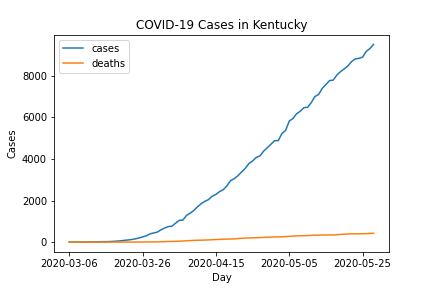 COVID-19 Cases in Kentucky
cases
deaths
8000
6000
4000
2000
0
Cases
2020-03-06 2020-03-26 2020-04-15 2020-05-05 2020-05-25
Day